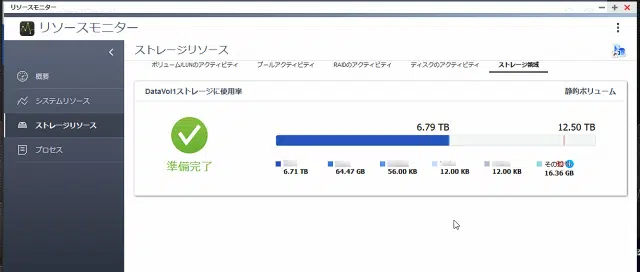 リソースモニター
リソースモニター
ストレージリソース
ボリューム/LUNのアクティビティ プールアクティビティ RAIDのアクティビティ ディスクのアクティビティ ストレージ領域
概要
システムリソース
ストレージリソース
プロセス
DataVol1ストレージに使用率 静的ボリューム
6.79 TB 12.50 TB
準備完了
その他
6.71 TB 64.47 GB 56.00 KB 12.00 KB 12.00 KB 16.36 GB